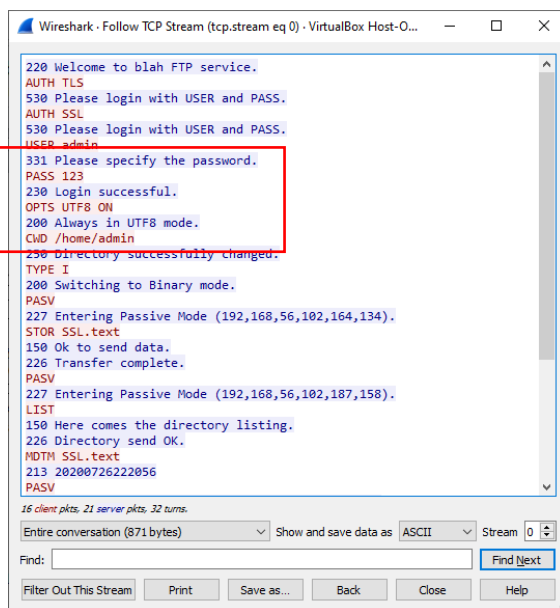 Wireshark · Follow TCP Stream (tcp.stream eq 0) · VirtualBox Host-O...
220 Welcome to blah FTP service.
AUTH TLS
530 Please login with USER and PASS.
AUTH SSL
530 Please login with USER and PASS.
USER admin
331 Please specify the password.
PASS 123
230 Login successful.
OPTS UTF8 ON
200 Always in UTF8 mode.
CWD /home/admin
250 Directory successfully changed.
TYPE I
200 Switching to Binary mode.
PASV
227 Entering Passive Mode (192,168,56,102,164,134).
STOR SSL.text
150 Ok to send data.
226 Transfer complete.
PASV
227 Entering Passive Mode (192,168,56,102,187,158).
LIST
150 Here comes the directory listing.
226 Directory send OK.
MDTM SSL.text
213 20200726222056
PASV
16 client pkts, 21 server pkts, 32 turns.
Entire conversation (871 bytes) Show and save data as ASCII Stream 0
Find: Find Next
Filter Out This Stream Print Save as... Back Close Help